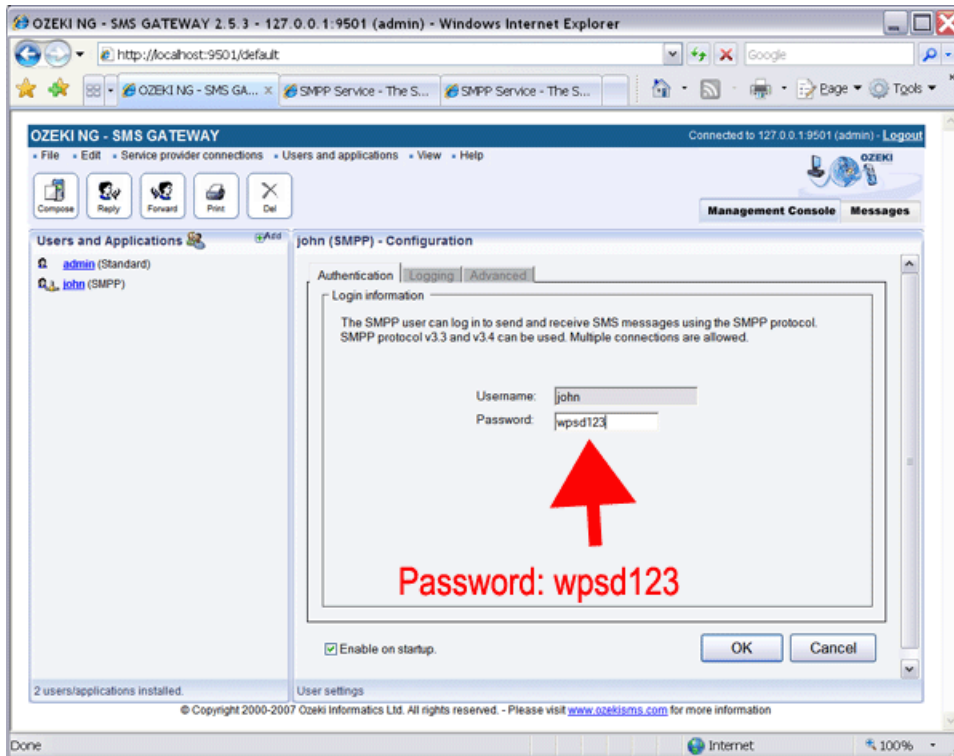 OZEKI NG - SMS GATEWAY 2.5.3 - 127.0.0.1:9501 (admin) - Windows Internet Explorer
http://localhost:9501/default
Google
OZEKI NG - SMS GA...
SMPP Service - The S...
SMPP Service - The S...
Page
Tools
OZEKI NG - SMS GATEWAY
Connected to 127.0.0.1:9501 (admin) - Logout
File Edit Service provider connections Users and applications View Help
OZEKI
Compose Reply Forward Print Del
Management Console Messages
Users and Applications
Add
john (SMPP) - Configuration
admin (Standard)
john (SMPP)
Authentication Logging Advanced
Login information
The SMPP user can log in to send and receive SMS messages using the SMPP protocol.
SMPP protocol v3.3 and v3.4 can be used. Multiple connections are allowed.
Username: john
Password: wpsd123
Password: wpsd123
Enable on startup.
OK Cancel
2 users/applications installed.
User settings
© Copyright 2000-2007 Ozeki Informatics Ltd. All rights reserved. - Please visit www.ozekisms.com for more information
Done
Internet
100%